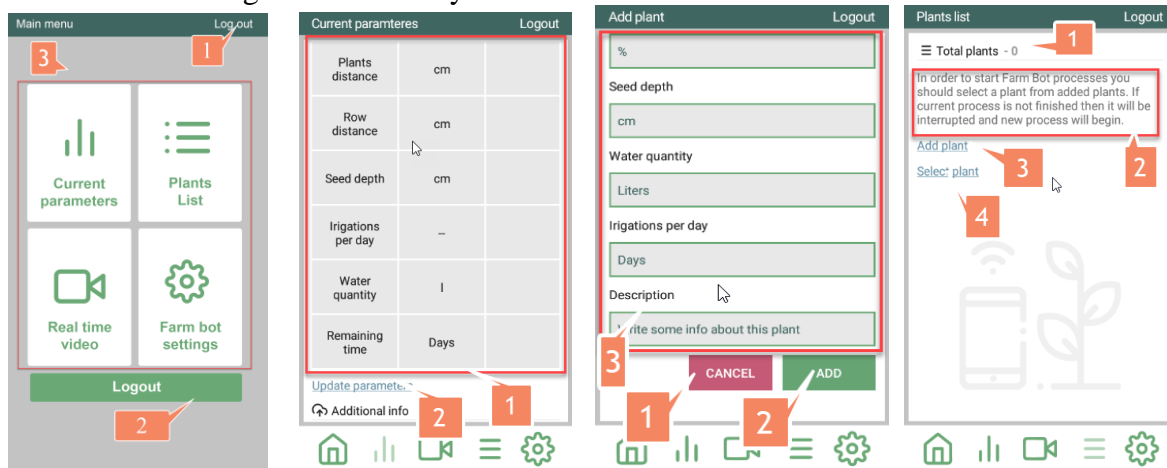 Main menu
Log out
1
3
Current
parameters
Plants
List
Real time
video
Farm bot
settings
Logout
2
Current paramteres
Logout
Plants
distance
cm
Row
distance
cm
Seed depth
cm
Irigations
per day
--
Water
quantity
l
Remaining
time
Days
Update paramete
1
2
Additional info
Add plant
Logout
%
Seed depth
cm
Water quantity
Liters
Irigations per day
Days
Description
some info about this plant
3
CANCEL
ADD
1
2
Plants list
Logout
Total plants - 0
1
In order to start Farm Bot processes you
should select a plant from added plants. If
current process is not finished then it will be
interrupted and new process will begin.
Add plant
3
2
Select plant
4